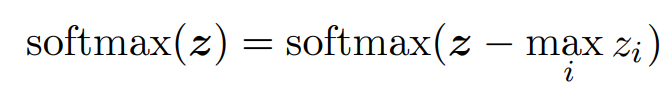 softmax(z) = softmax(z − max_i z_i)